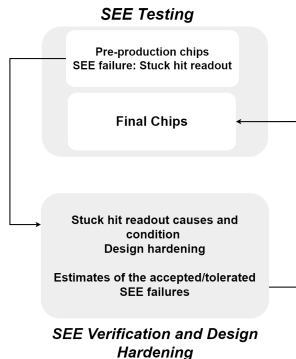 SEE Testing
Pre-production chips
SEE failure: Stuck hit readout
Final Chips
Stuck hit readout causes and
condition
Design hardening
Estimates of the accepted/tolerated
SEE failures
SEE Verification and Design
Hardening